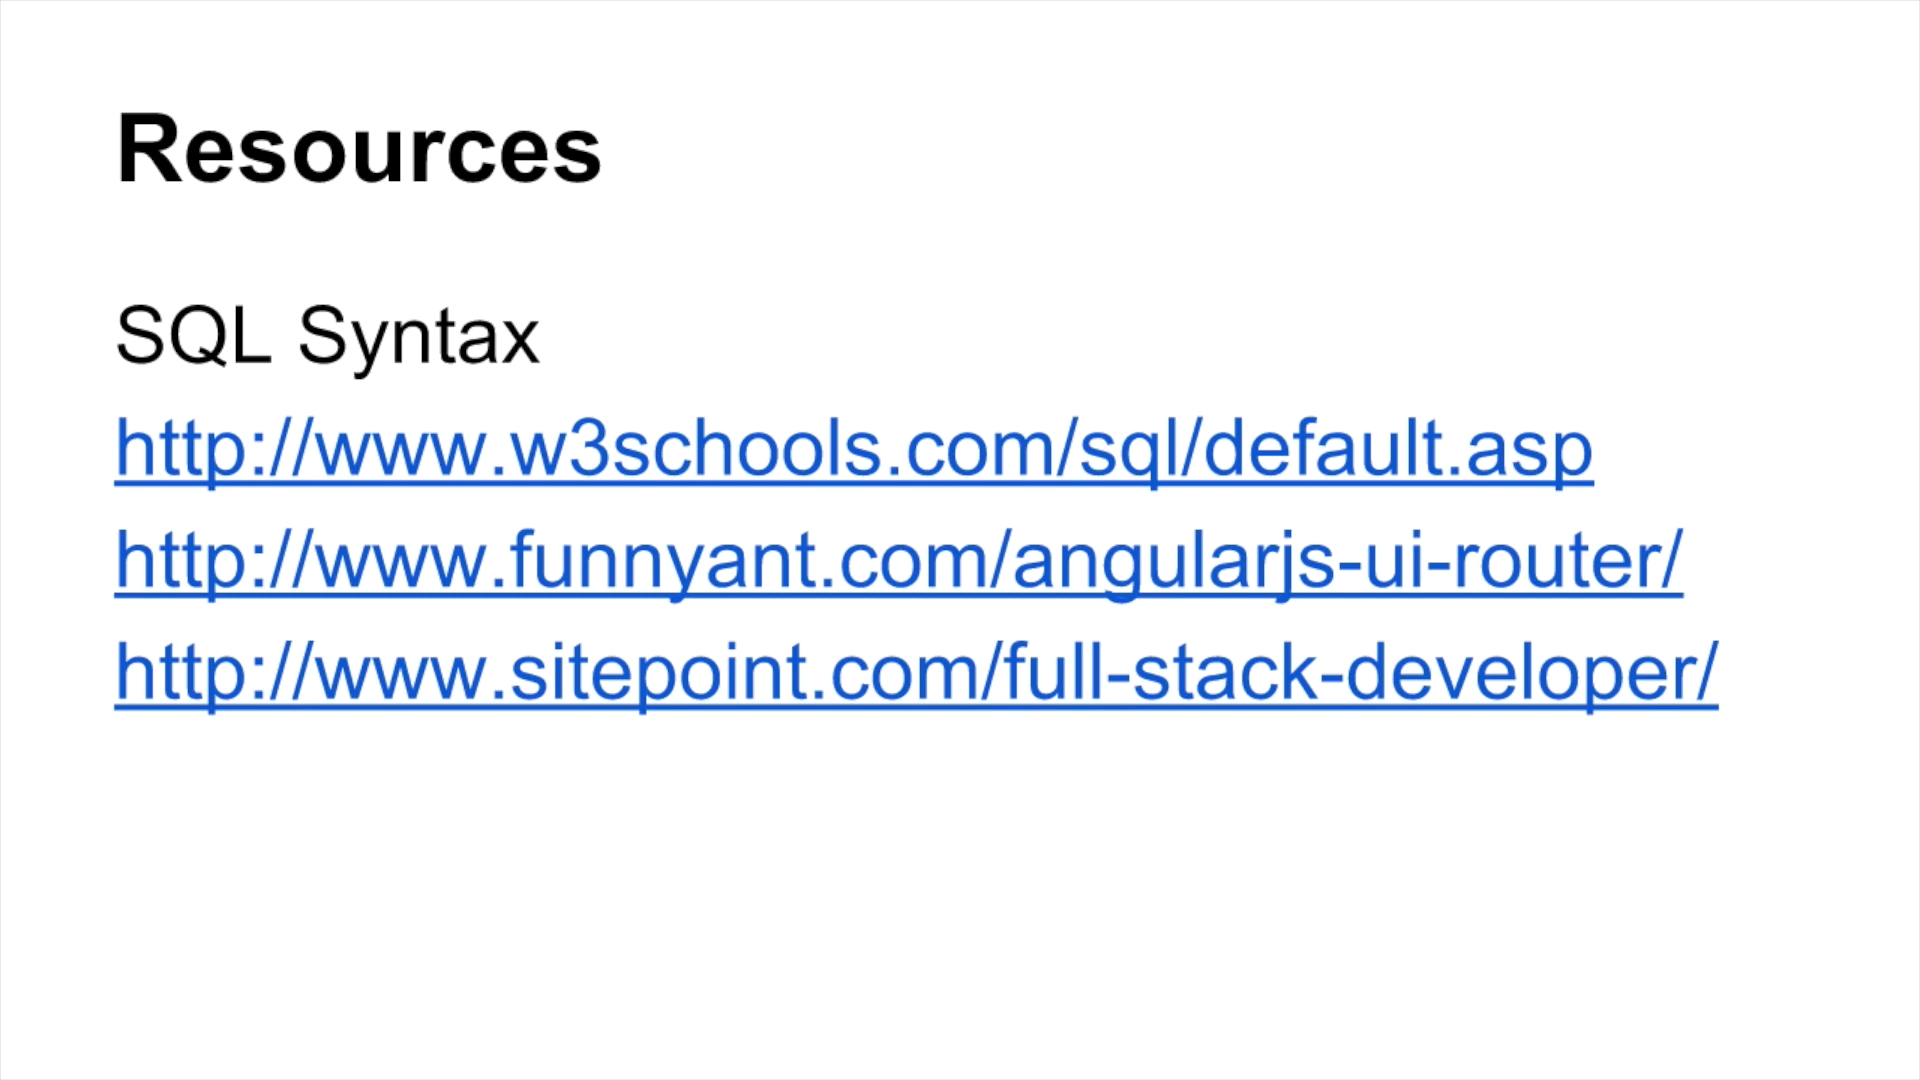 Resources
SQL Syntax
http://www.w3schools.com/sql/default.asp
http://www.funnyant.com/angularjs-ui-router/
http://www.sitepoint.com/full-stack-developer/